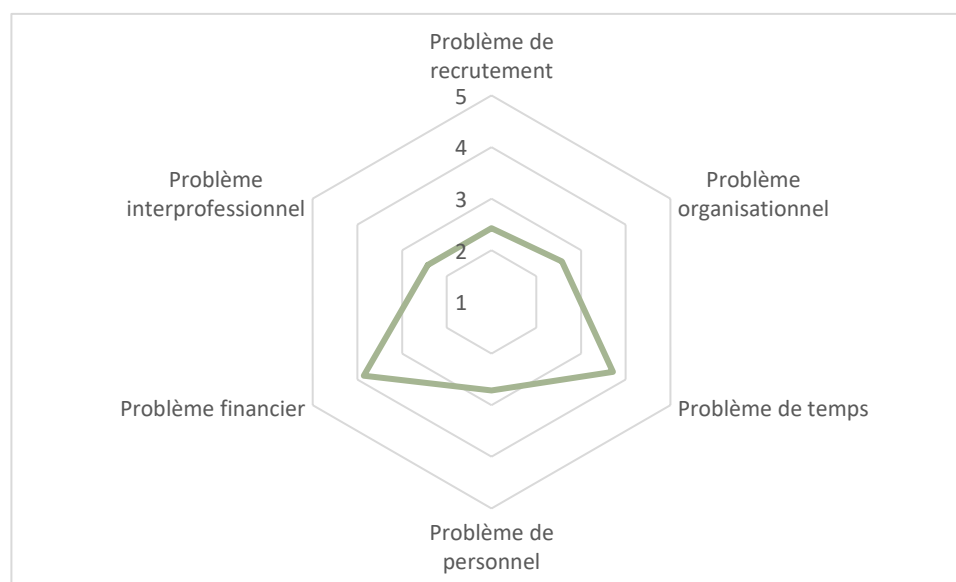 Problème de
recrutement
5
4
3
2
1
Problème
organisationnel
Problème de temps
Problème de
personnel
Problème financier
Problème
interprofessionnel